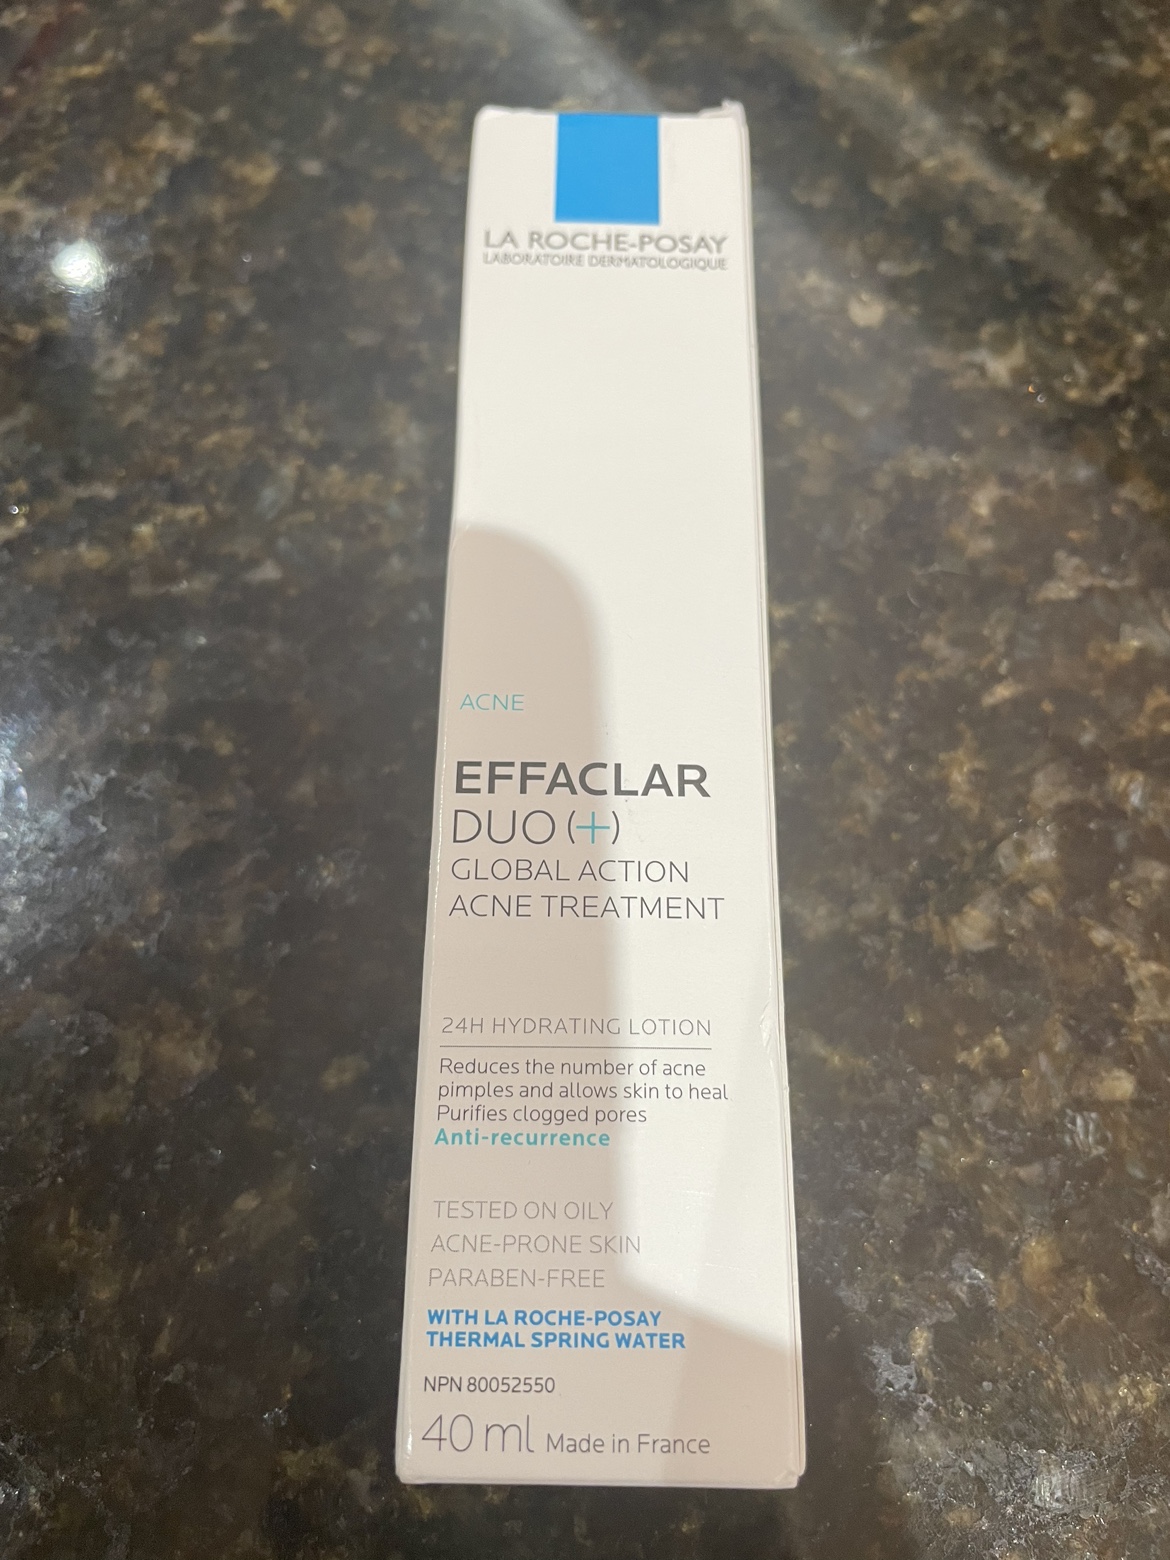 LA ROCHE-POSAY
LABORATOIRE DERMATOLOGIQUE
ACNE
EFFACLAR
DUO (+)
GLOBAL ACTION
ACNE TREATMENT
24H HYDRATING LOTION
Reduces the number of acne
pimples and allows skin to heal
Purifies clogged pores
Anti-recurrence
TESTED ON OILY
ACNE-PRONE SKIN
PARABEN-FREE
WITH LA ROCHE-POSAY
THERMAL SPRING WATER
NPN 80052550
40 ml Made in France